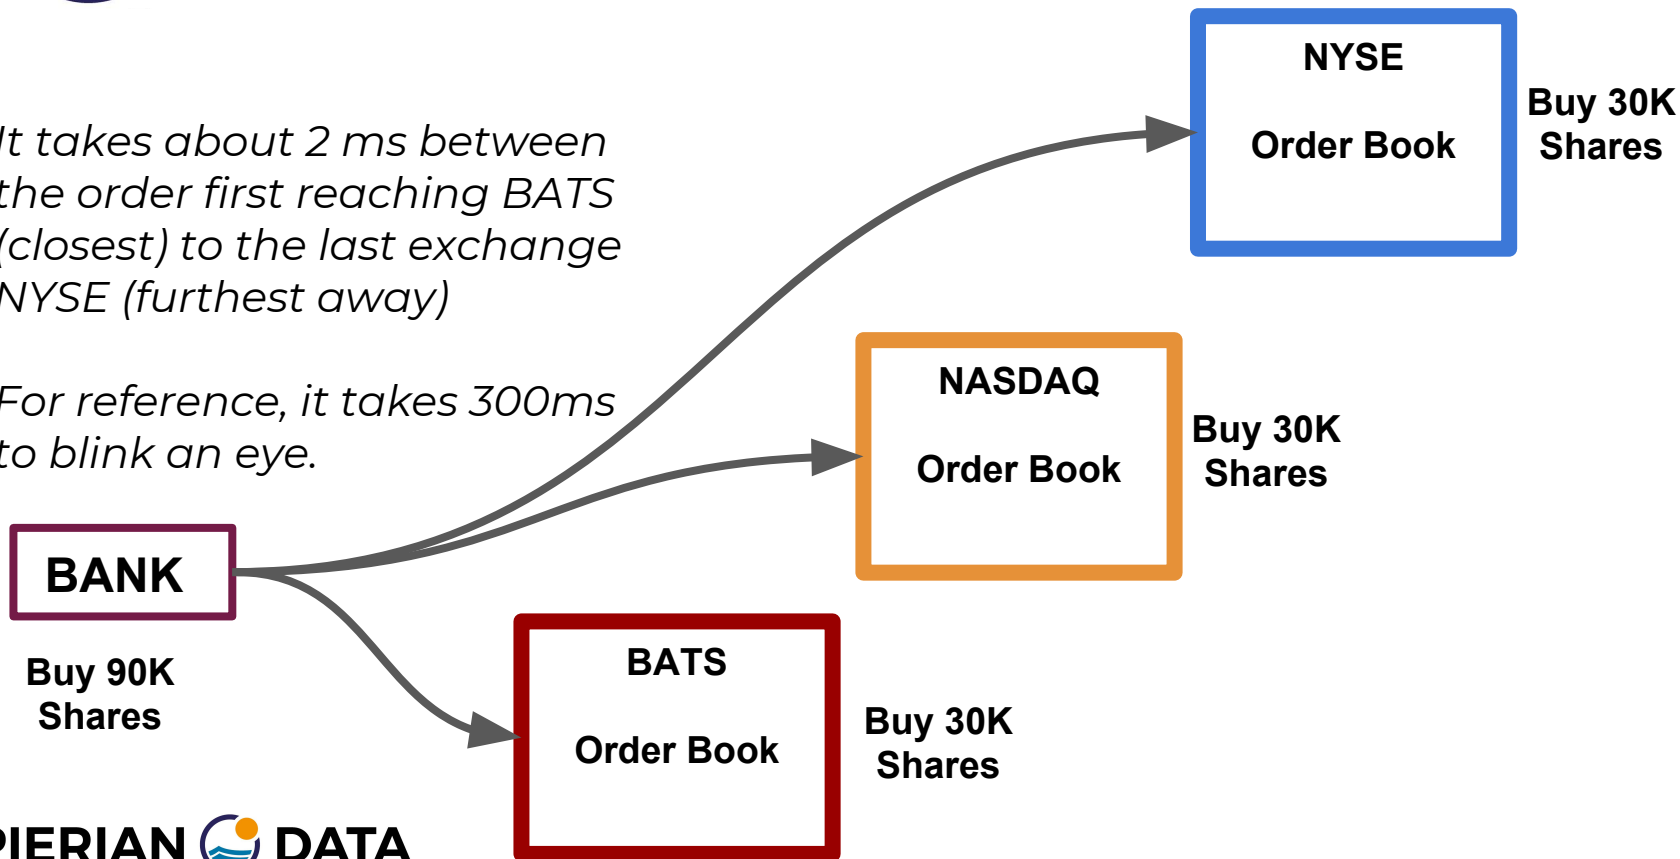 It takes about 2 ms between
the order first reaching BATS
(closest) to the last exchange
NYSE (furthest away)
For reference, it takes 300ms
to blink an eye.
BANK
Buy 90K
Shares
NYSE
Order Book
Buy 30K
Shares
NASDAQ
Order Book
Buy 30K
Shares
BATS
Order Book
Buy 30K
Shares
PIERIAN DATA